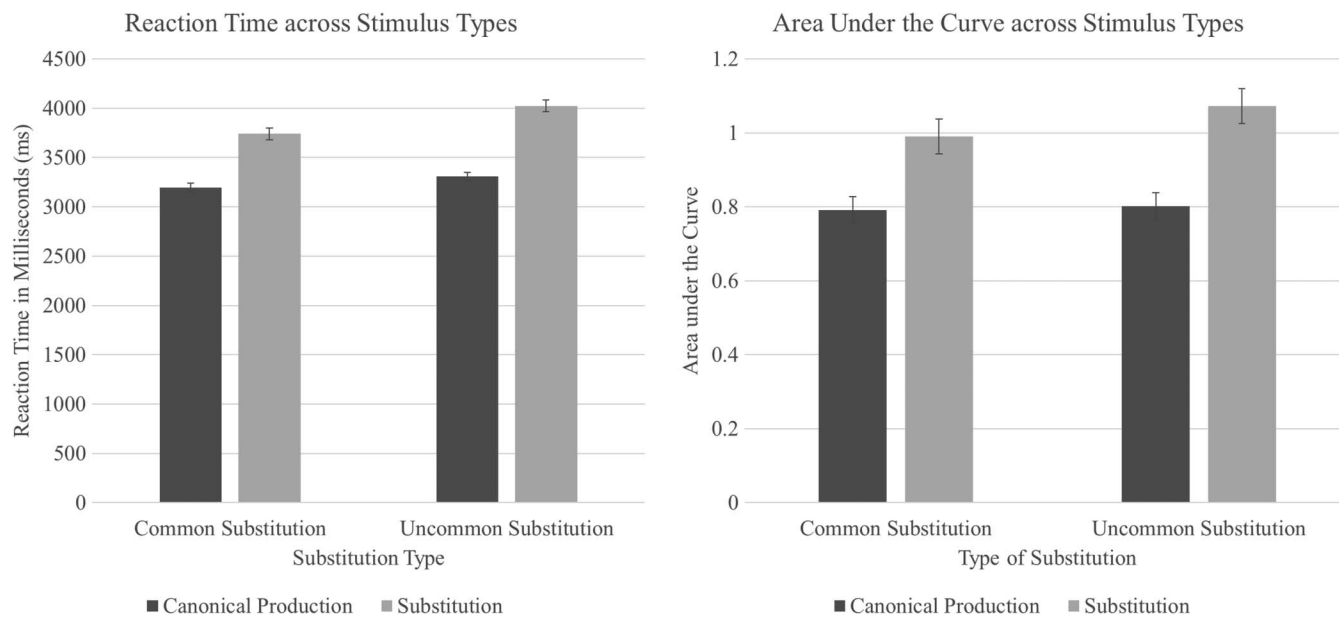 Reaction Time across Stimulus Types
4500
4000
3500
3000
2500
2000
1500
1000
500
0
Reaction Time in Milliseconds (ms)
Common Substitution
Uncommon Substitution
Substitution Type
Canonical Production
Substitution
Area Under the Curve across Stimulus Types
1.2
1
0.8
0.6
0.4
0.2
0
Area under the Curve
Common Substitution
Uncommon Substitution
Type of Substitution
Canonical Production
Substitution